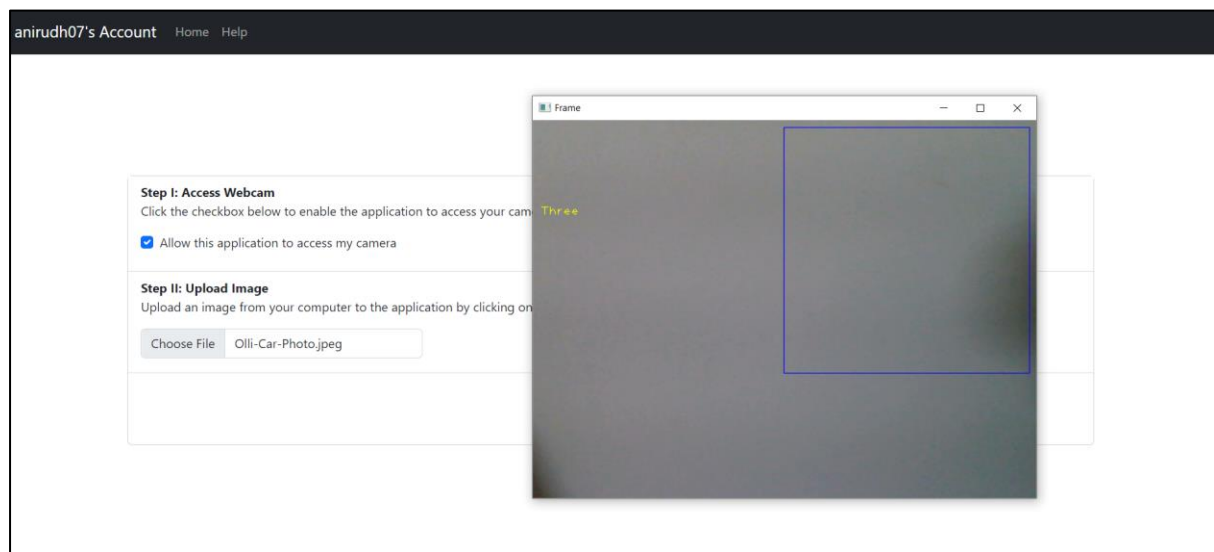 anirudh07's Account Home Help
Frame
Step I: Access Webcam
Click the checkbox below to enable the application to access your cam
Three
Allow this application to access my camera
Step II: Upload Image
Upload an image from your computer to the application by clicking on
Choose File Olli-Car-Photo.jpeg